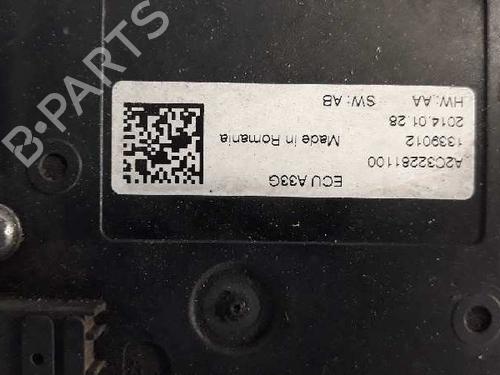 B-PARTS
A2C32281100
1339012
2014.01.28
HW: AA
SW: AB
Made in Romania
ECU A33G